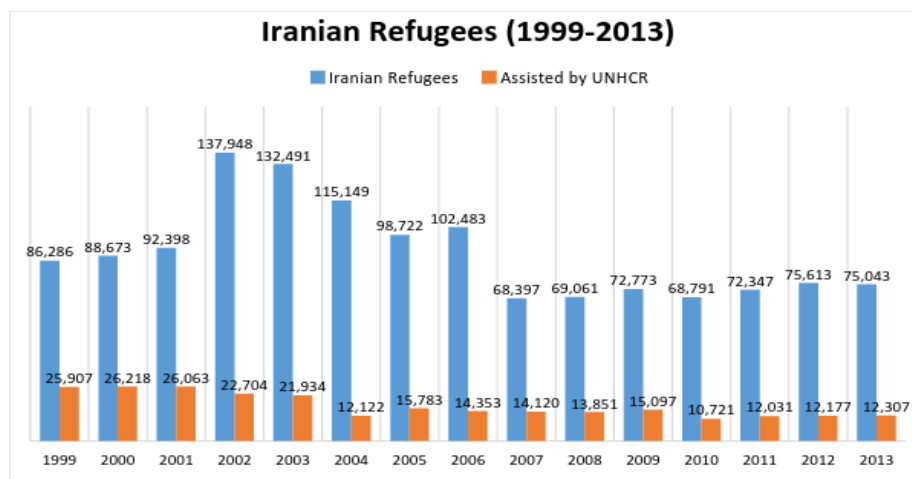 Iranian Refugees (1999-2013)
Iranian Refugees Assisted by UNHCR
137,948
132,491
115,149
98,722 102,483
86,286 88,673 92,398
68,397 69,061 72,773 68,791 72,347 75,613 75,043
25,907 26,218 26,063 22,704 21,934 12,122 15,783 14,353 14,120 13,851 15,097 10,721 12,031 12,177 12,307
1999 2000 2001 2002 2003 2004 2005 2006 2007 2008 2009 2010 2011 2012 2013